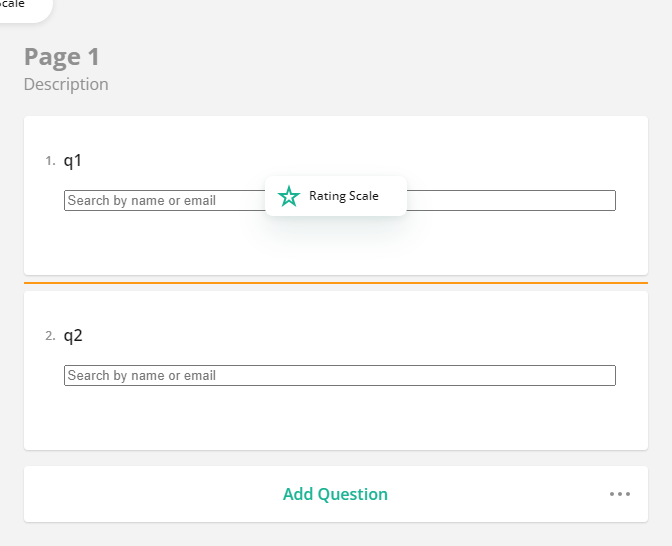 Scale
Page 1
Description
1. q1
Search by name or email
Rating Scale
2. q2
Search by name or email
Add Question